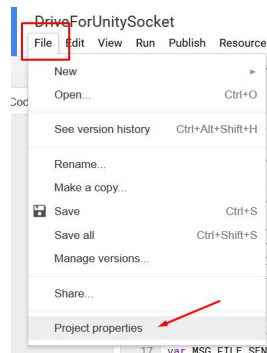 DriveForUnitySocket
File Edit View Run Publish Resource
New
Open... Ctrl+O
Cod
See version history Ctrl+Alt+Shift+H
Rename...
Make a copy...
Save Ctrl+S
Save all Ctrl+Shift+S
Manage versions...
Share...
Project properties
17 var MSG_FILE_SEN